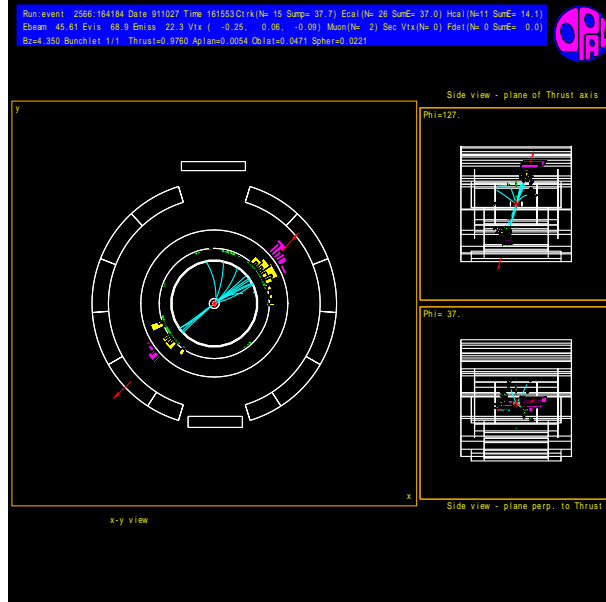 Run:event 2566:164184 Date 911027 Time 161553 Ctrk(N= 15 Sump= 37.7) Ecal(N= 26 SumE= 37.0) Hcal(N=11 SumE= 14.1)
Ebeam 45.61 Evis 68.9 Emiss 22.3 Vtx ( -0.25, 0.06, -0.09) Muon(N= 2) Sec Vtx(N= 0) Fdet(N= 0 SumE= 0.0)
Bz=4.350 Bunchlet 1/1 Thrust=0.9760 Aplan=0.0054 Oblat=0.0471 Spher=0.0221
OPAL
Side view - plane of Thrust axis
y
Phi=127.
Phi= 37.
x
Side view - plane perp. to Thrust
x-y view